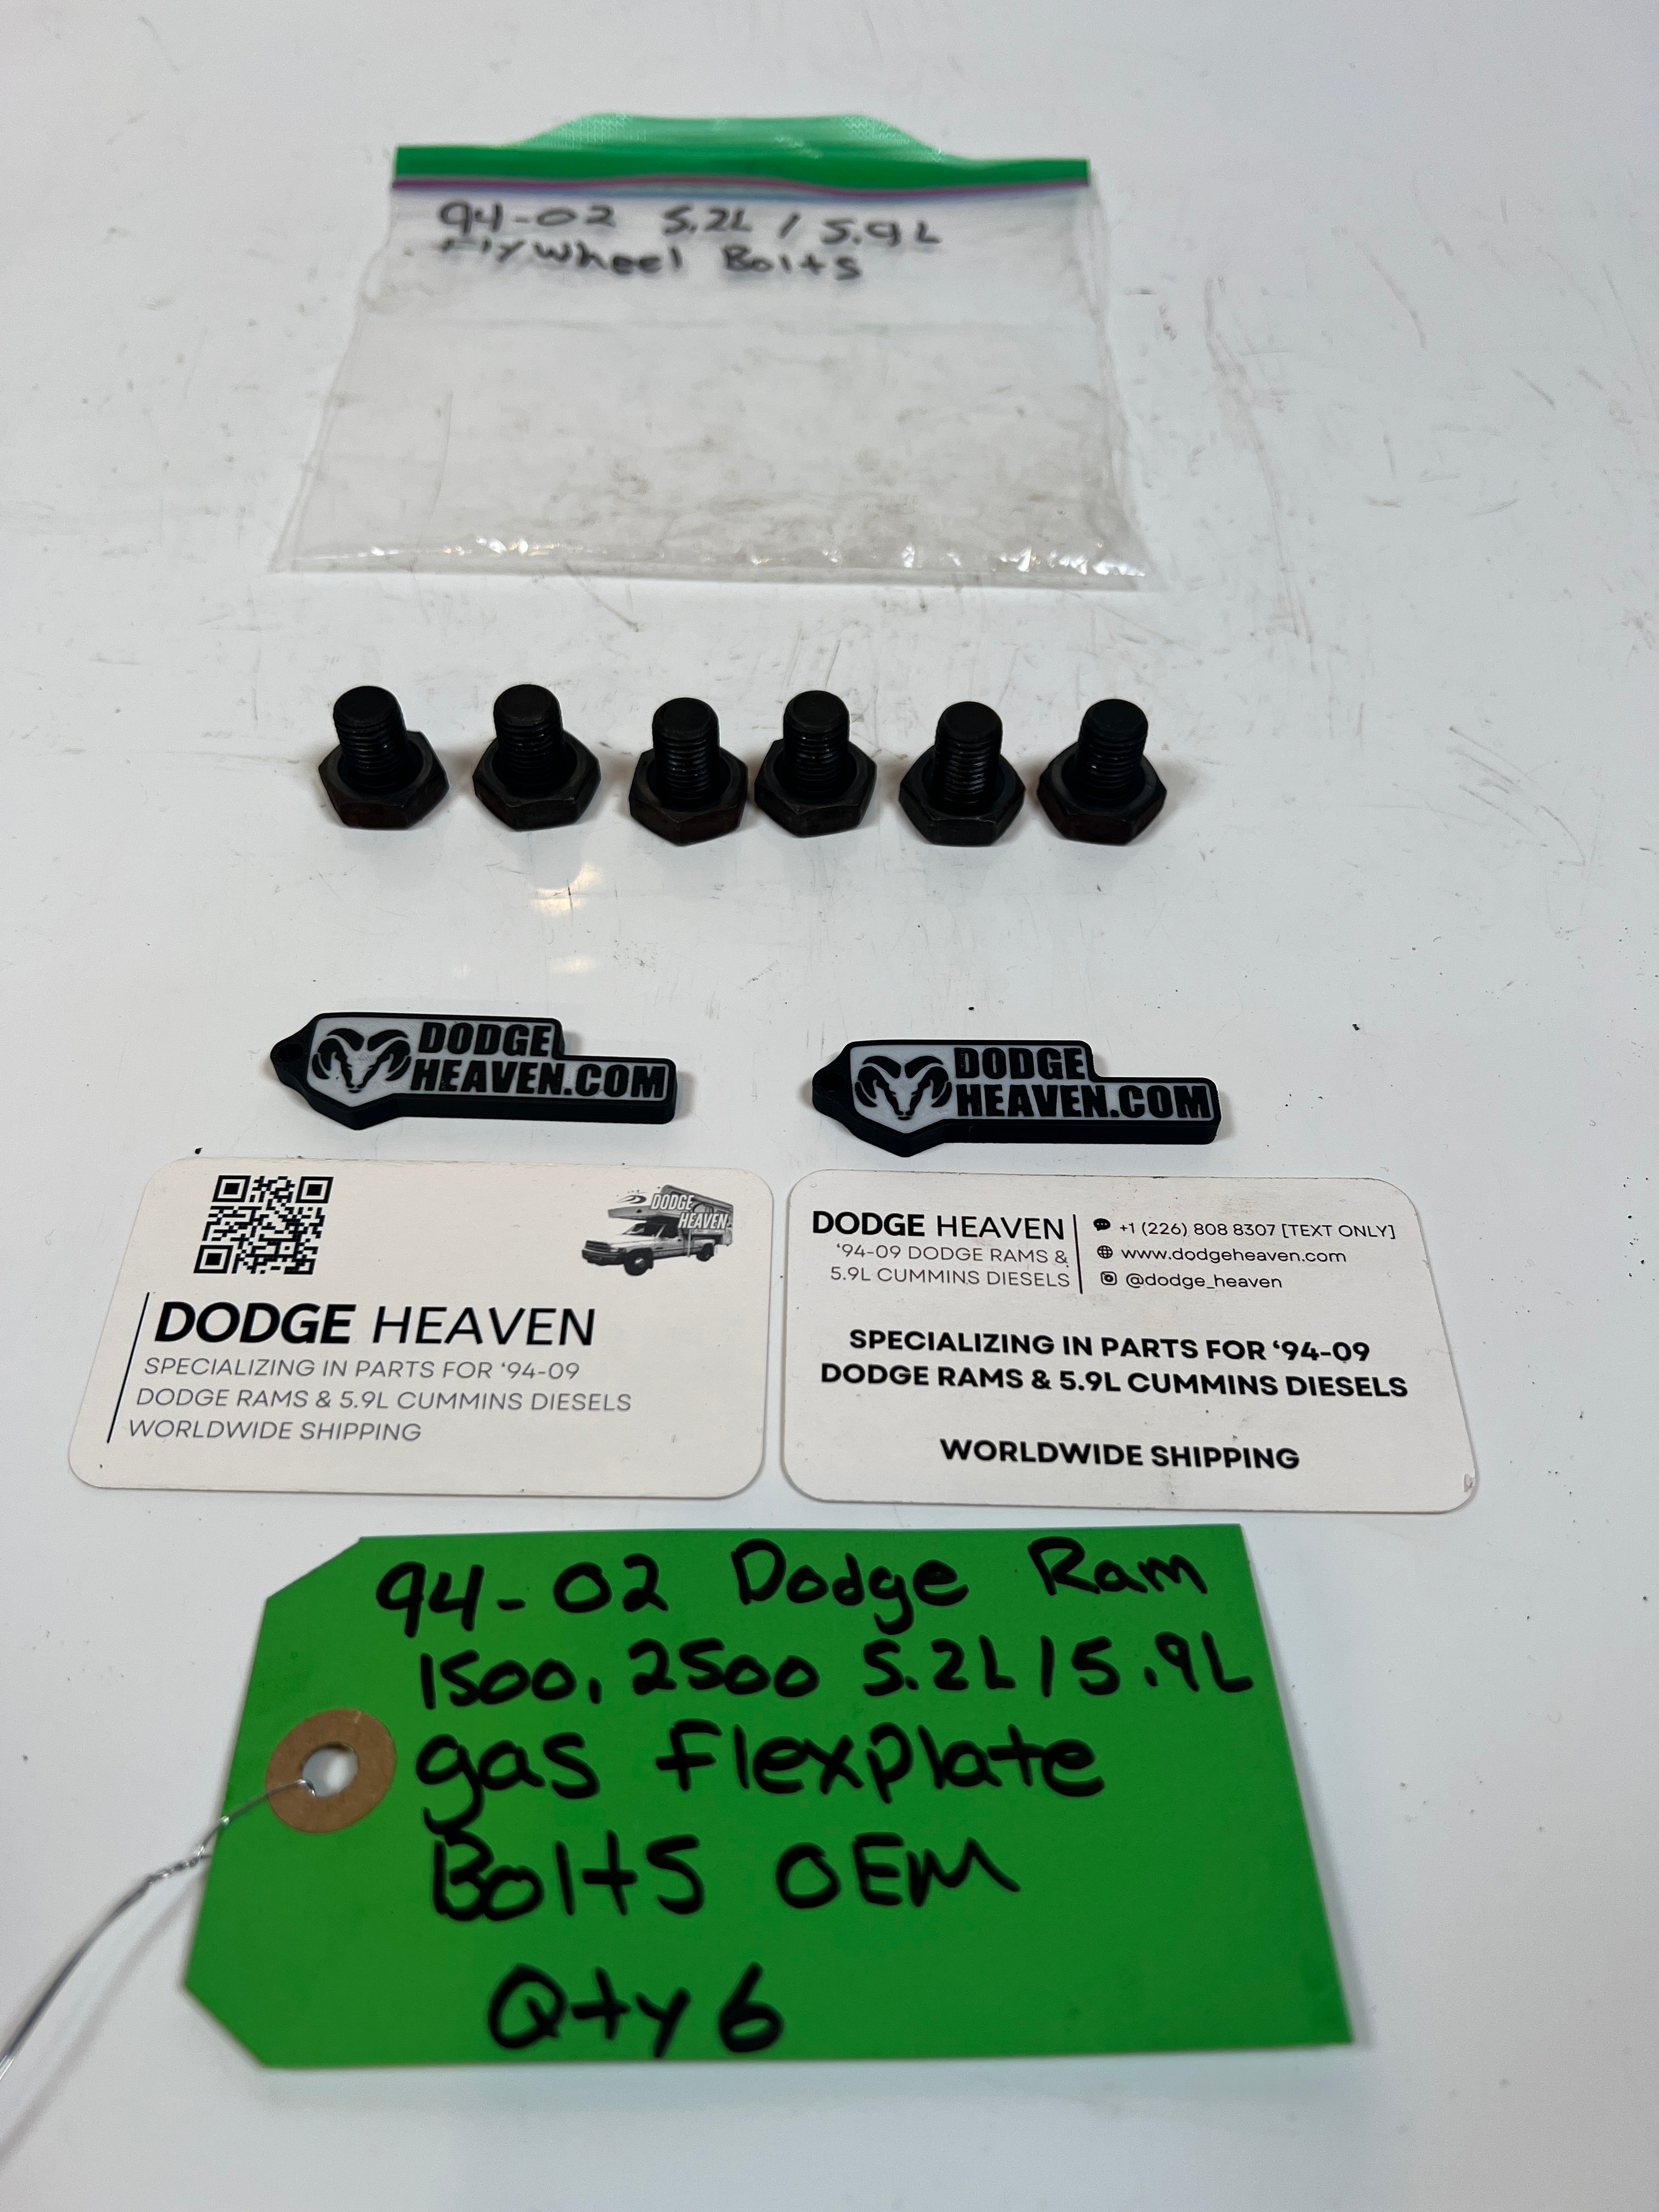 94-02 5.2L / 5.9L
Flywheel Bolts
DODGE
HEAVEN.COM
DODGE
HEAVEN.COM
DODGE
HEAVEN
DODGE HEAVEN
SPECIALIZING IN PARTS FOR ‘94-09
DODGE RAMS & 5.9L CUMMINS DIESELS
WORLDWIDE SHIPPING
DODGE HEAVEN
‘94-09 DODGE RAMS &
5.9L CUMMINS DIESELS
+1 (226) 808 8307 [TEXT ONLY]
www.dodgeheaven.com
@dodge_heaven
SPECIALIZING IN PARTS FOR ‘94-09
DODGE RAMS & 5.9L CUMMINS DIESELS
WORLDWIDE SHIPPING
94-02 Dodge Ram
1500, 2500 5.2L/5.9L
gas Flexplate
Bolts OEM
Qty 6